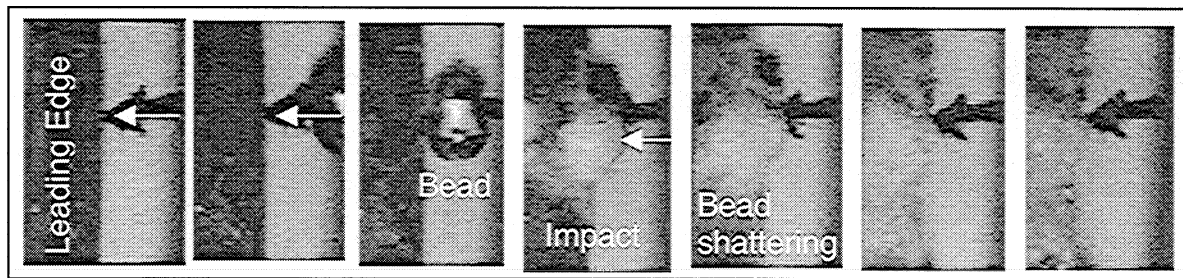 Leading Edge
Bead
Impact
Bead
shattering